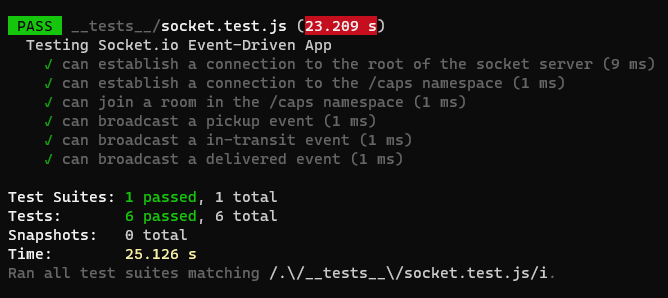 PASS __tests__/socket.test.js (23.209 s)
Testing Socket.io Event-Driven App
√ can establish a connection to the root of the socket server (9 ms)
√ can establish a connection to the /caps namespace (1 ms)
√ can join a room in the /caps namespace (1 ms)
√ can broadcast a pickup event (1 ms)
√ can broadcast a in-transit event (1 ms)
√ can broadcast a delivered event (1 ms)
Test Suites: 1 passed, 1 total
Tests: 6 passed, 6 total
Snapshots: 0 total
Time: 25.126 s
Ran all test suites matching /.\/__tests__\/socket.test.js/i.